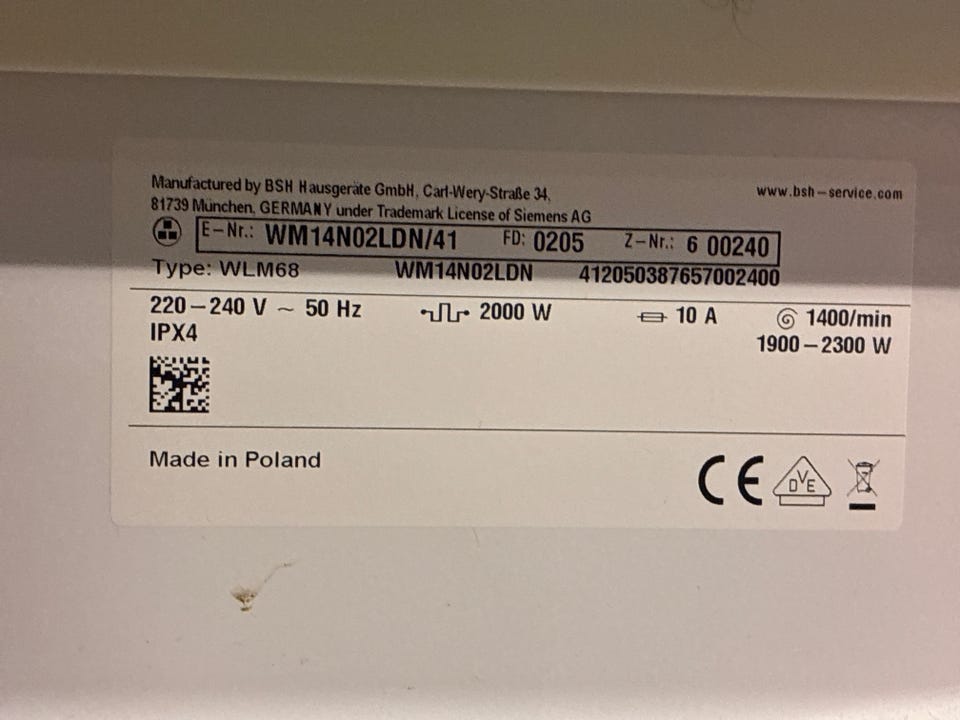 Manufactured by BSH Hausgeräte GmbH, Carl-Wery-Straße 34,
81739 München, GERMANY under Trademark License of Siemens AG
www.bsh-service.com
E-Nr.: WM14N02LDN/41 FD: 0205 Z-Nr.: 6 00240
Type: WLM68 WM14N02LDN 412050387657002400
220-240 V ~ 50 Hz 2000 W 10 A 1400/min
IPX4 1900-2300 W
Made in Poland
CE DVE